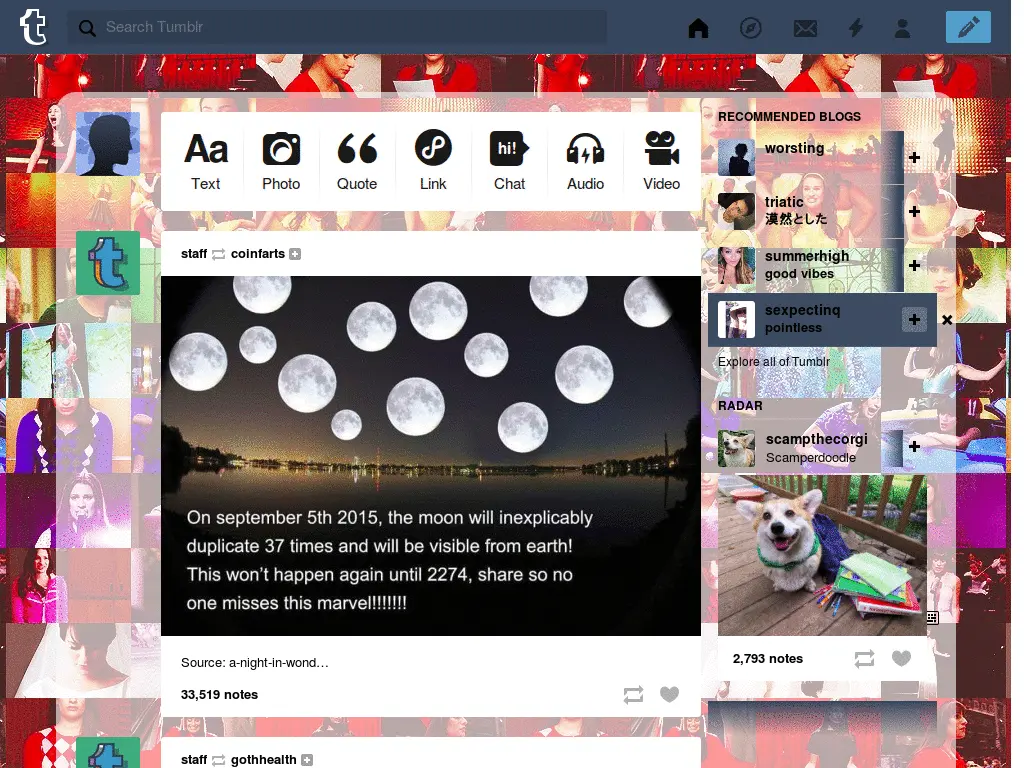 Search Tumblr
Aa
hi!
Text
Photo
Quote
Link
Chat
Audio
Video
staff coinfarts
On september 5th 2015, the moon will inexplicably
duplicate 37 times and will be visible from earth!
This won't happen again until 2274, share so no
one misses this marvel!!!!!!!
Source: a-night-in-wond…
33,519 notes
staff gothhealth
RECOMMENDED BLOGS
worsting
triatic
漠然とした
summerhigh
good vibes
sexpectinq
pointless
Explore all of Tumblr
RADAR
scampthecorgi
Scamperdoodle
2,793 notes